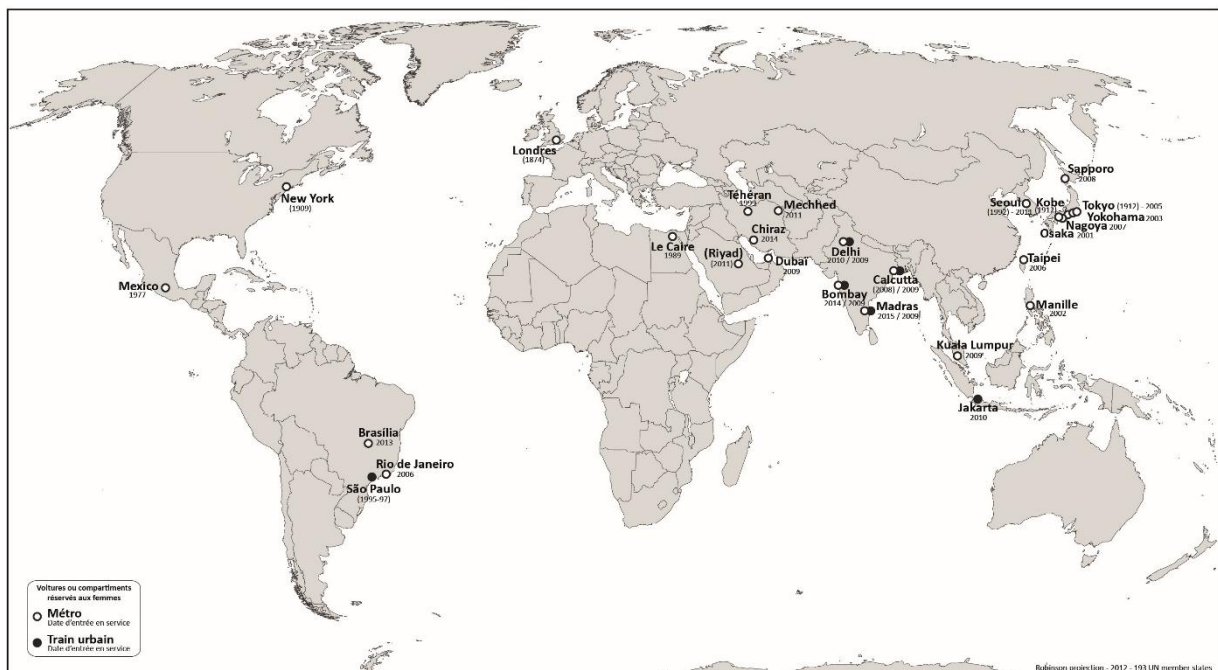 Londres
(1874)
New York
(1909)
Mexico
1977
Brasília
2013
Rio de Janeiro
2006
São Paulo
(1995-97)
Le Caire
1989
Téhéran
Mechhed
2011
Chiraz
2014
(Riyad)
(2011)
Dubaï
2009
Delhi
2010 / 2009
Calcutta
(2008) / 2009
Bombay
2014 / 2009
Madras
2015 / 2009
Sapporo
2008
Seoul
Kobe
Tokyo (1912) - 2005
Yokohama 2003
Nagoya
2007
Osaka 2001
Taipei
2006
Manille
2002
Kuala Lumpur
2009
Jakarta
2010
Voitures ou compartiments
réservés aux femmes
Métro
Date d'entrée en service
Train urbain
Date d'entrée en service
Robinson projection - 2012 - 193 UN member states